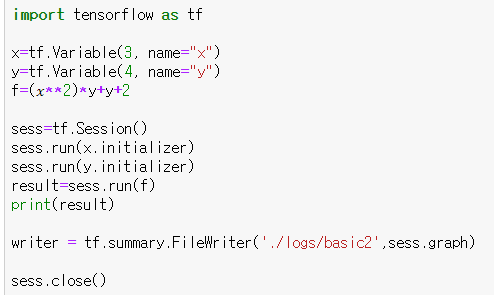 import tensorflow as tf
x=tf.Variable(3, name="x")
y=tf.Variable(4, name="y")
f=(x**2)*y+y+2
sess=tf.Session()
sess.run(x.initializer)
sess.run(y.initializer)
result=sess.run(f)
print(result)
writer = tf.summary.FileWriter('./logs/basic2',sess.graph)
sess.close()